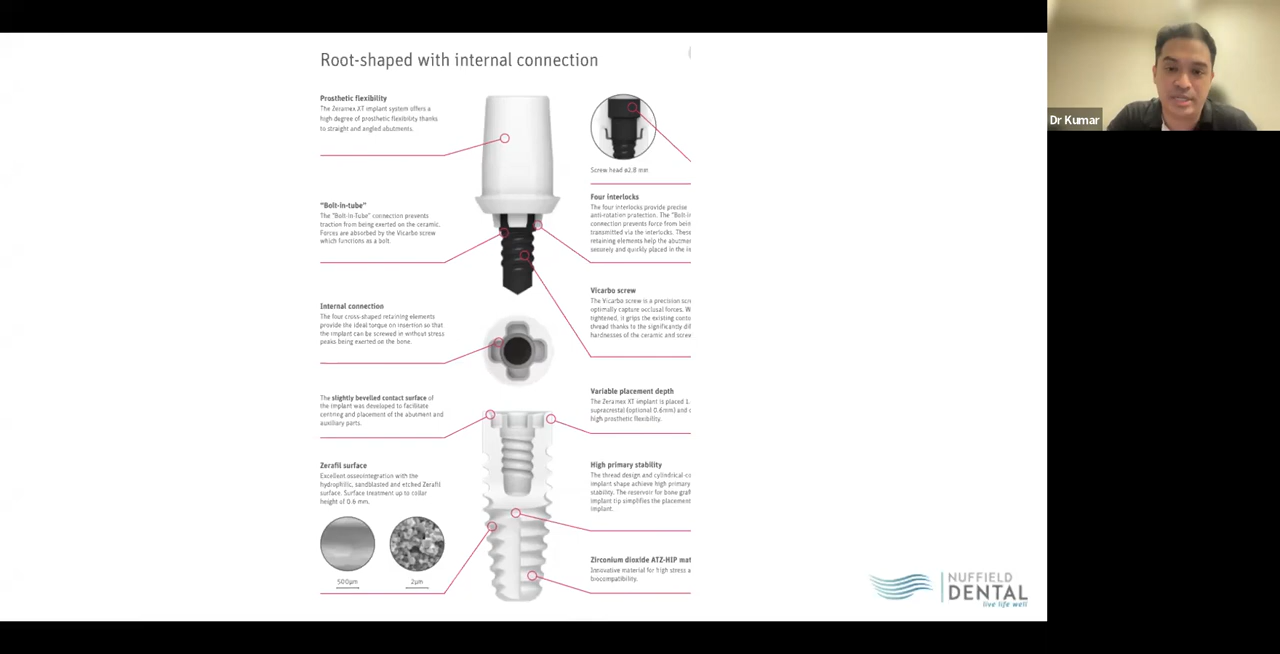 Root-shaped with internal connection
Prosthetic flexibility
The Zeramex XT implant system offers a
high degree of prosthetic flexibility thanks
to straight and angled abutments.
"Bolt-in-tube"
The "Bolt-in-Tube" connection prevents
traction from being exerted on the ceramic.
Forces are absorbed by the Vicarbo screw
which functions as a bolt.
Internal connection
The four cross-shaped retaining elements
provide the ideal torque on insertion so that
the implant can be screwed in without stress
peaks being exerted on the bone.
The slightly bevelled contact surface of
the implant was developed to facilitate
centring and placement of the abutment and
auxiliary parts.
Zerafil surface
Excellent osseointegration with the
hydrophilic, sandblasted and etched Zerafil
surface. Surface treatment up to collar
height of 0.6 mm.
500µm
2µm
Screw head ø2.8 mm
Four interlocks
The four interlocks provide precise
anti-rotation protection. The "Bolt-in
connection prevents force from bein
transmitted via the interlocks. These
retaining elements help the abutmen
securely and quickly placed in the im
Vicarbo screw
The Vicarbo screw is a precision scre
optimally capture occlusal forces. W
tightened, it grips the existing conto
thread thanks to the significantly dif
hardnesses of the ceramic and screw
Variable placement depth
The Zeramex XT implant is placed 1.
supracrestal (optional 0.6mm) and
high prosthetic flexibility.
High primary stability
The thread design and cylindrical-co
implant shape achieve high primary
stability. The reservoir for bone graf
implant tip simplifies the placement
implant.
Zirconium dioxide ATZ-HIP mat
Innovative material for high stress a
biocompatibility.
NUFFIELD
DENTAL
live life well
Dr Kumar